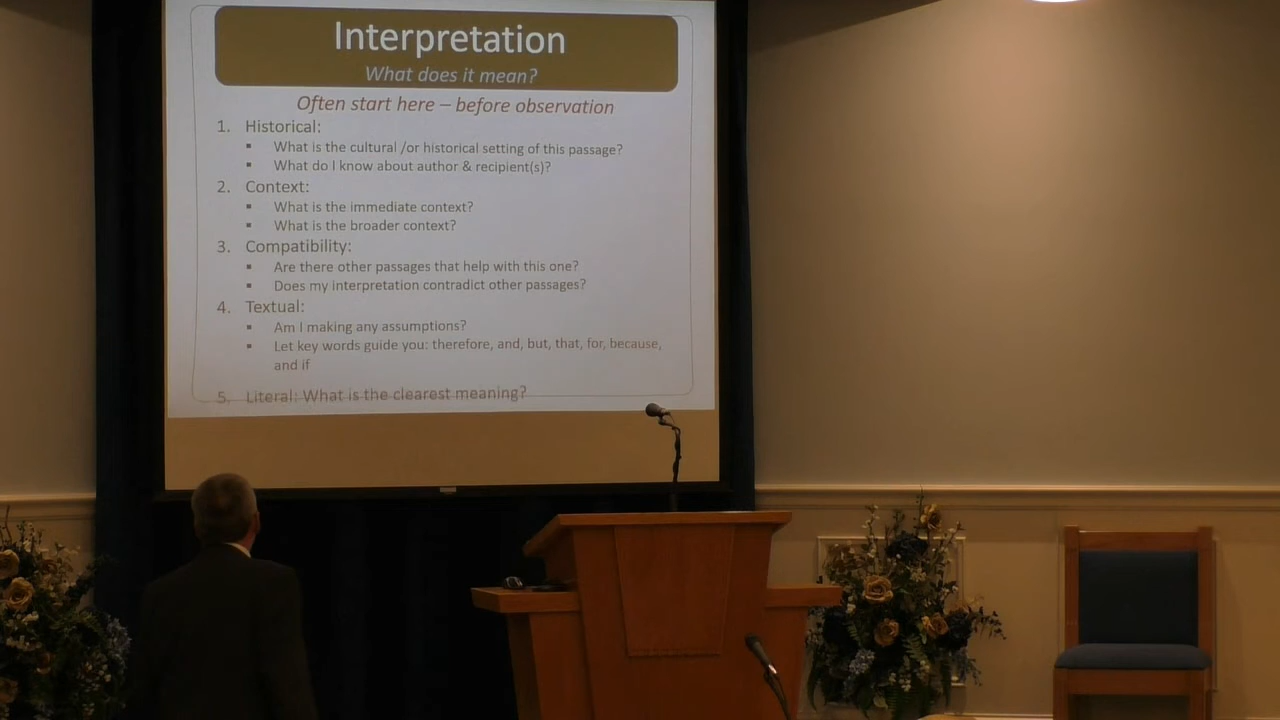 Interpretation
What does it mean?
Often start here – before observation
1. Historical:
▪ What is the cultural /or historical setting of this passage?
▪ What do I know about author & recipient(s)?
2. Context:
▪ What is the immediate context?
▪ What is the broader context?
3. Compatibility:
▪ Are there other passages that help with this one?
▪ Does my interpretation contradict other passages?
4. Textual:
▪ Am I making any assumptions?
▪ Let key words guide you: therefore, and, but, that, for, because,
and if
5. Literal: What is the clearest meaning?